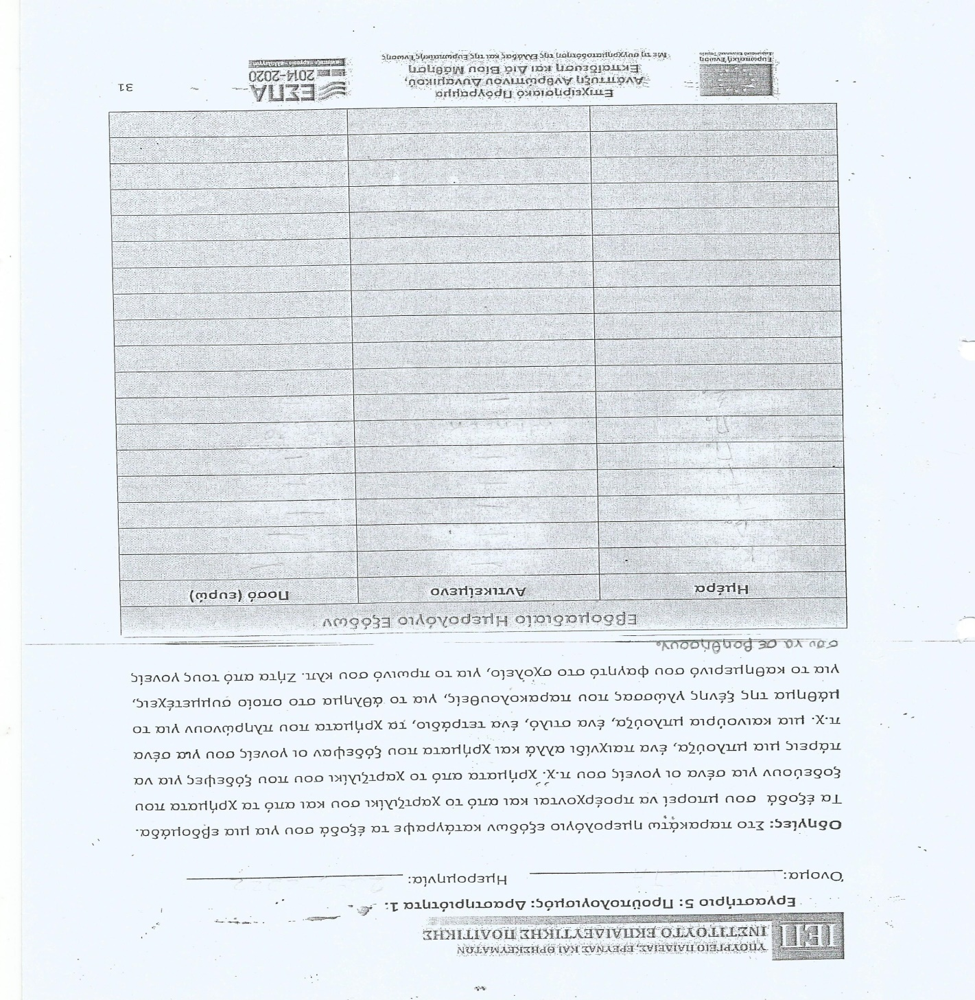 ΥΠΟΥΡΓΕΙΟ ΠΑΙΔΕΙΑΣ, ΕΡΕΥΝΑΣ ΚΑΙ ΘΡΗΣΚΕΥΜΑΤΩΝ
ΙΕΠ ΙΝΣΤΙΤΟΥΤΟ ΕΚΠΑΙΔΕΥΤΙΚΗΣ ΠΟΛΙΤΙΚΗΣ
Εργαστήριο 5: Προϋπολογισμός: Δραστηριότητα 1:
Όνομα: Ημερομηνία:
Οδηγίες: Στο παρακάτω ημερολόγιο εξόδων κατάγραψε τα έξοδά σου για μια εβδομάδα.
Τα έξοδά σου μπορεί να προέρχονται και από το χαρτζιλίκι σου και από τα χρήματα που
ξοδεύουν για σένα οι γονείς σου π.χ. χρήματα από το χαρτζιλίκι σου που ξόδεψες για να
πάρεις μια μπλούζα, ένα παιχνίδι αλλά και χρήματα που ξόδεψαν οι γονείς σου για σένα
π.χ. μια καινούρια μπλούζα, ένα στιλό, ένα τετράδιο, τα χρήματα που πληρώνουν για το
μάθημα της ξένης γλώσσας που παρακολουθείς, για το άθλημα στο οποίο συμμετέχεις,
για το καθημερινό σου φαγητό στο σχολείο, για το πρωινό σου κλπ. Ζήτα από τους γονείς
σου να σε βοηθήσουν.
Εβδομαδιαίο Ημερολόγιο Εξόδων
Ημέρα Αντικείμενο Ποσό (ευρώ)
Ευρωπαϊκή Ένωση
Ευρωπαϊκό Κοινωνικό Ταμείο
Επιχειρησιακό Πρόγραμμα
Ανάπτυξη Ανθρώπινου Δυναμικού,
Εκπαίδευση και Διά Βίου Μάθηση
Με τη συγχρηματοδότηση της Ελλάδας και της Ευρωπαϊκής Ένωσης
ΕΣΠΑ
2014-2020
ανάπτυξη - εργασία - αλληλεγγύη
31